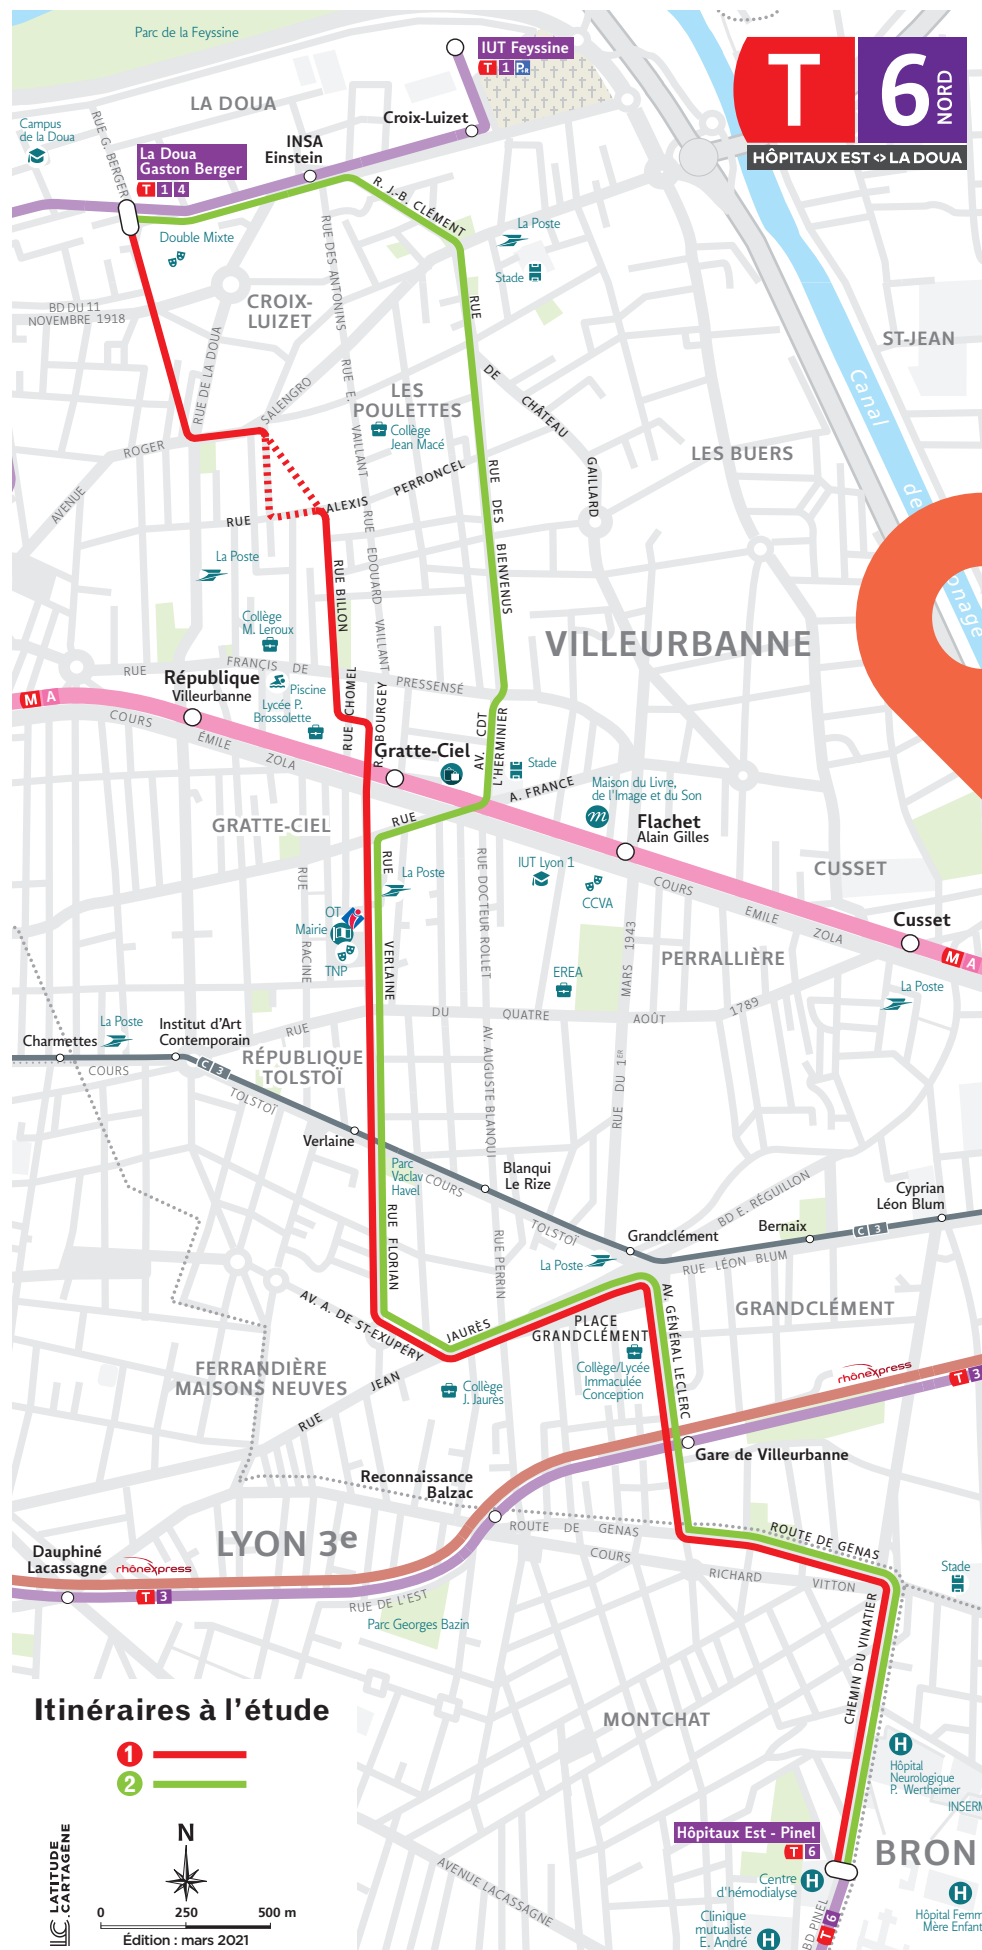 Parc de la Feyssine
IUT Feyssine
T 1 P+R
T 6 NORD
HÔPITAUX EST <> LA DOUA
LA DOUA
Croix-Luizet
Campus
de la Doua
RUE G. BERGER
INSA
Einstein
La Doua
Gaston Berger
T 1 4
R. J.-B. CLÉMENT
Double Mixte
La Poste
Stade
RUE DES ANTONINS
BD DU 11
NOVEMBRE 1918
CROIX-
LUIZET
RUE
ST-JEAN
RUE DE LA DOUA
DE
CHÂTEAU
GAILLARD
Canal
de
onage
SALENGRO
RUE E. VAILLANT
LES
POULETTES
Collège
Jean Macé
ROGER
AVENUE
LES BUERS
PERRONCEL
ALEXIS
RUE
RUE DES BIENVENUS
La Poste
RUE BILLON
RUE EDOUARD VAILLANT
Collège
M. Leroux
VILLEURBANNE
RUE
FRANÇIS DE
PRESSENSÉ
République
Villeurbanne
Piscine
Lycée P.
Brossolette
M A
RUE CHOMEL
R. BOURGEY
AV. CDT
L'HERMINIER
COURS
ÉMILE
ZOLA
Gratte-Ciel
Stade
A. FRANCE
Maison du Livre,
de l'Image et du Son
Flachet
Alain Gilles
GRATTE-CIEL
RUE
CUSSET
RUE
La Poste
RUE DOCTEUR ROLLET
IUT Lyon 1
CCVA
COURS
EMILE
ZOLA
Cusset
M A
RUE
RACINE
OT
Mairie
TNP
VERLAINE
EREA
MARS 1943
PERRALLIÈRE
La Poste
La Poste
Charmettes
Institut d'Art
Contemporain
RUE
DU
QUATRE
AOÛT
1789
COURS
C 3
RÉPUBLIQUE
TOLSTOÏ
TOLSTOÏ
AV. AUGUSTE BLANQUI
RUE DU 1ER
Verlaine
Parc
Vaclav
Havel
COURS
Blanqui
Le Rize
TOLSTOÏ
BD E. RÉGUILLON
Cyprian
Léon Blum
Bernaix
C 3
Grandclément
RUE FLORIAN
RUE PERRIN
La Poste
RUE LÉON BLUM
AV. A. DE ST-EXUPÉRY
JAURÈS
PLACE
GRANDCLÉMENT
AV. GÉNÉRAL LECLERC
GRANDCLÉMENT
FERRANDIÈRE
MAISONS NEUVES
JEAN
RUE
Collège
J. Jaurès
Collège/Lycée
Immaculée
Conception
rhônexpress
T 3
Gare de Villeurbanne
Reconnaissance
Balzac
LYON 3e
ROUTE DE GENAS
ROUTE DE GENAS
COURS
RICHARD
VITTON
Stade
Dauphiné
Lacassagne
rhônexpress
T 3
RUE DE L'EST
Parc Georges Bazin
CHEMIN DU VINATIER
MONTCHAT
Itinéraires à l'étude
1
2
H
Hôpital
Neurologique
P. Wertheimer
INSERM
Hôpitaux Est - Pinel
T 6
BRON
N
LATITUDE
CARTAGÈNE
0 250 500 m
Édition : mars 2021
AVENUE LACASSAGNE
Centre
d'hémodialyse
H
Clinique
mutualiste
E. André
H
BD PINEL
T 6
H
Hôpital Femm
Mère Enfant